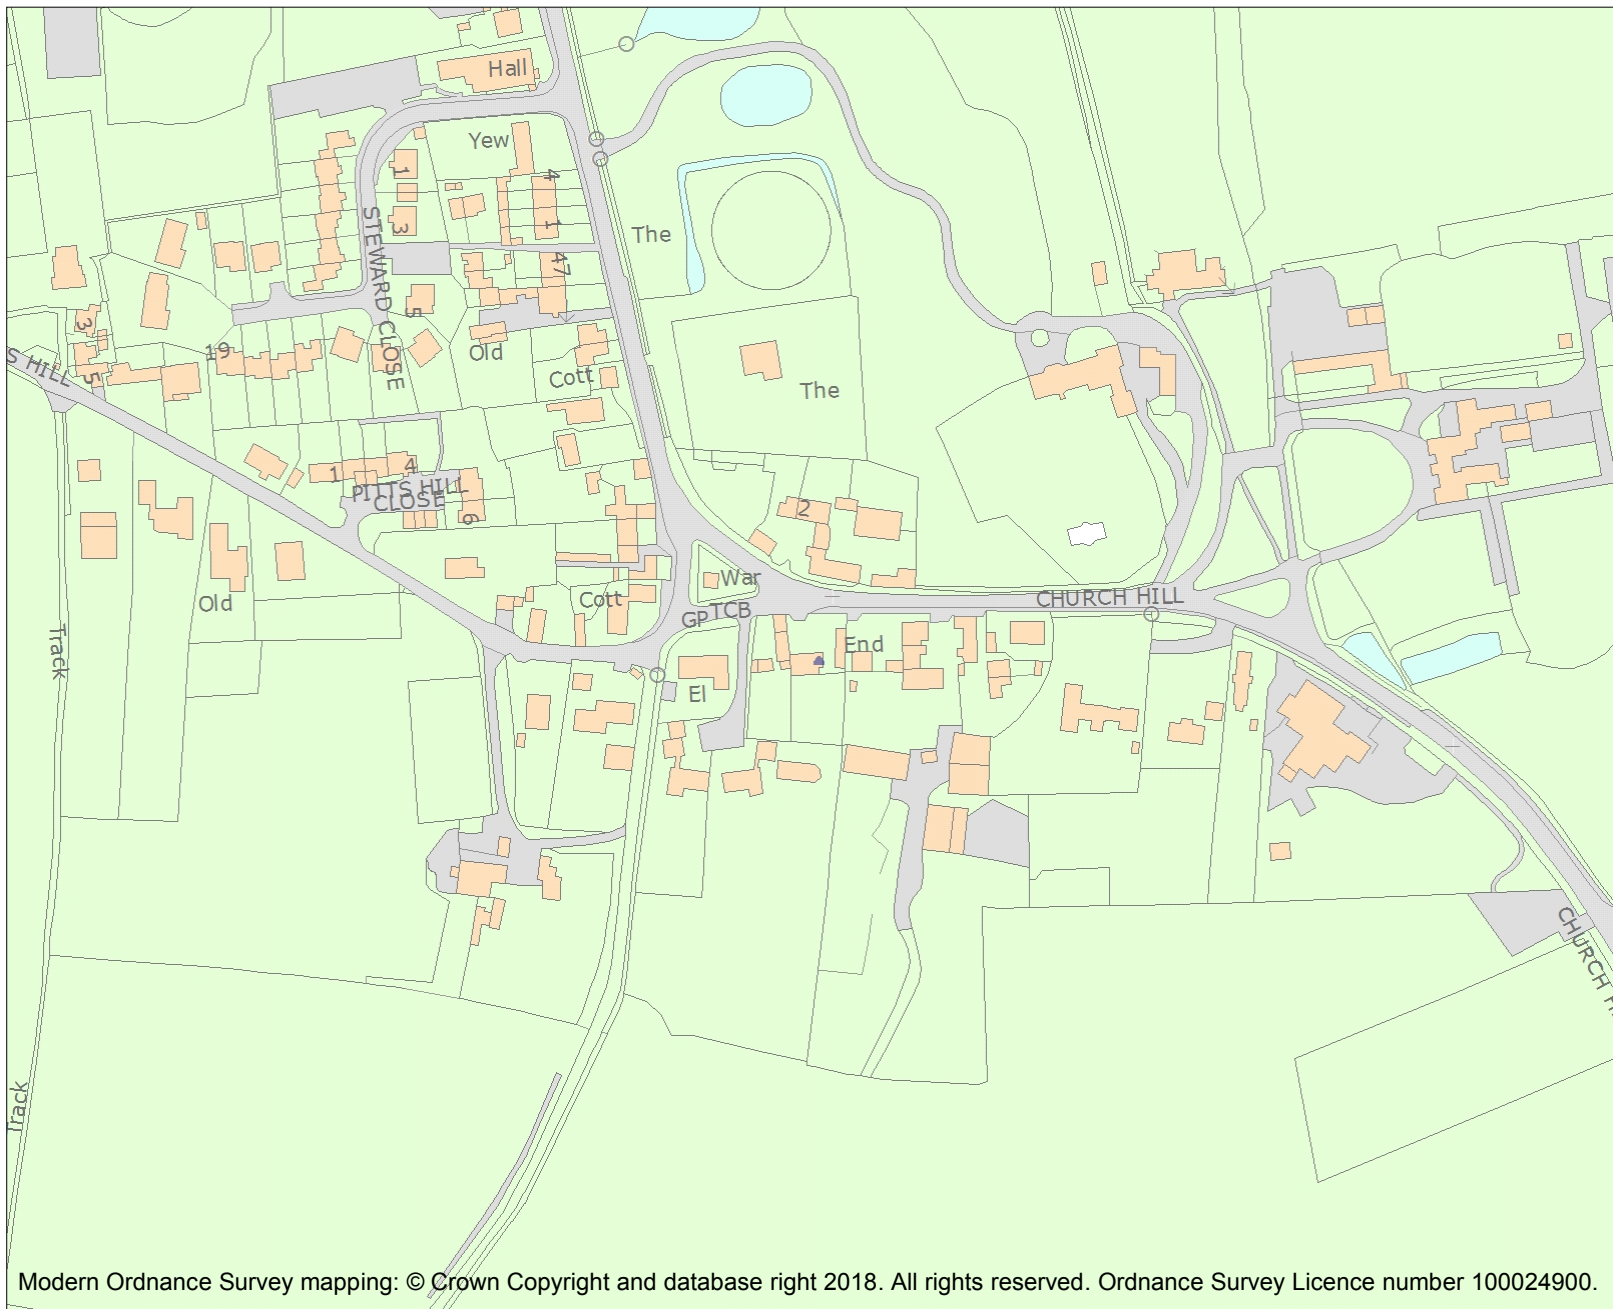 Hall
Yew
4
1
1
3
STEWARD CLOSE
The
47
5
Old
3
19
S HILL
5
Cott
The
1
4
PITTS HILL
CLOSE
6
2
War
Old
Cott
GP
TCB
CHURCH HILL
Track
End
El
CHURCH H
Track
Modern Ordnance Survey mapping: © Crown Copyright and database right 2018. All rights reserved. Ordnance Survey Licence number 100024900.